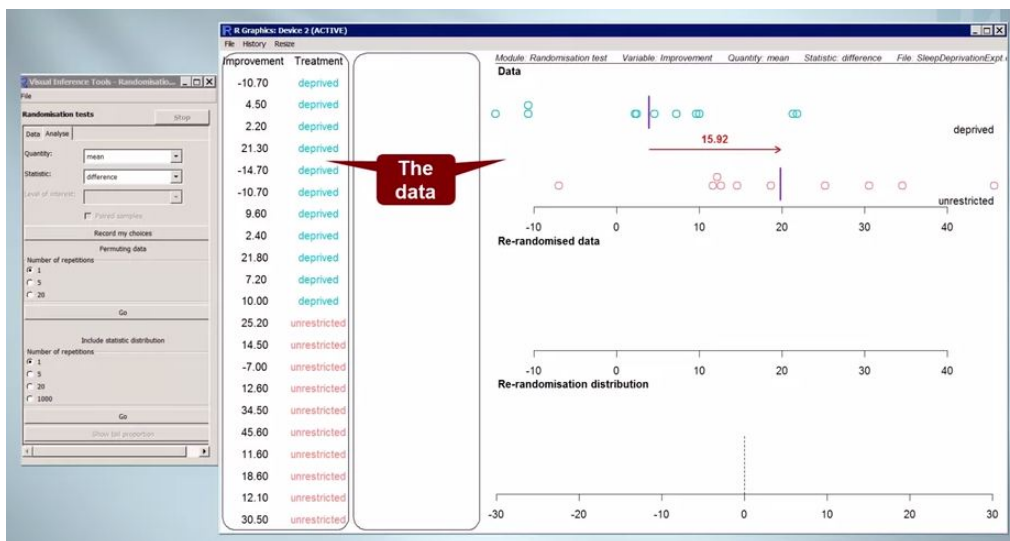 R Graphics: Device 2 (ACTIVE)
File History Resize
Visual Inference Tools - Randomisatio...
File
Randomisation tests
Stop
Data Analyse
Quantity: mean
Statistic: difference
Level of interest:
Paired samples
Record my choices
Permuting data
Number of repetitions
1
5
20
Go
Include statistic distribution
Number of repetitions
1
5
20
1000
Go
Show tail proportion
Improvement Treatment
-10.70 deprived
4.50 deprived
2.20 deprived
21.30 deprived
-14.70 deprived
-10.70 deprived
9.60 deprived
2.40 deprived
21.80 deprived
7.20 deprived
10.00 deprived
25.20 unrestricted
14.50 unrestricted
-7.00 unrestricted
12.60 unrestricted
34.50 unrestricted
45.60 unrestricted
11.60 unrestricted
18.60 unrestricted
12.10 unrestricted
30.50 unrestricted
The
data
Module: Randomisation test Variable: Improvement Quantity: mean Statistic: difference File: SleepDeprivationExpt
Data
deprived
15.92
unrestricted
-10 0 10 20 30 40
Re-randomised data
-10 0 10 20 30 40
Re-randomisation distribution
-30 -20 -10 0 10 20 30